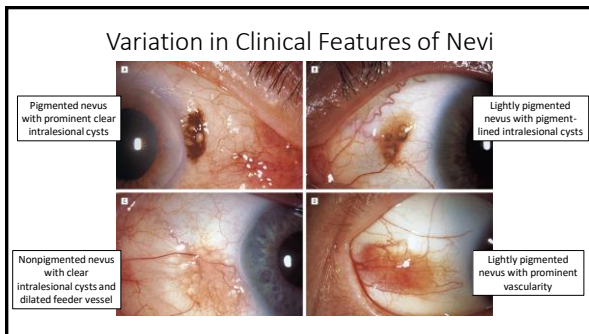 Variation in Clinical Features of Nevi
A
B
Pigmented nevus
with prominent clear
intralesional cysts
Lightly pigmented
nevus with pigment-
lined intralesional cysts
C
D
Nonpigmented nevus
with clear
intralesional cysts and
dilated feeder vessel
Lightly pigmented
nevus with prominent
vascularity